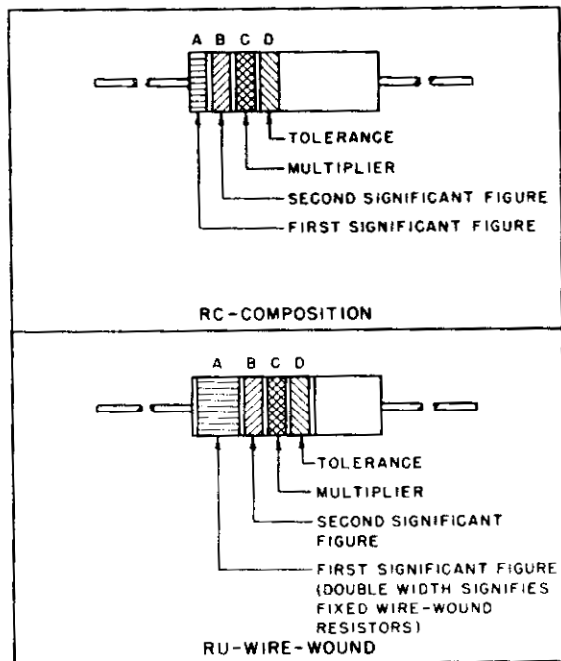 A B C D
TOLERANCE
MULTIPLIER
SECOND SIGNIFICANT FIGURE
FIRST SIGNIFICANT FIGURE
RC-COMPOSITION
A B C D
TOLERANCE
MULTIPLIER
SECOND SIGNIFICANT
FIGURE
FIRST SIGNIFICANT FIGURE
(DOUBLE WIDTH SIGNIFIES
FIXED WIRE-WOUND
RESISTORS)
RU-WIRE-WOUND